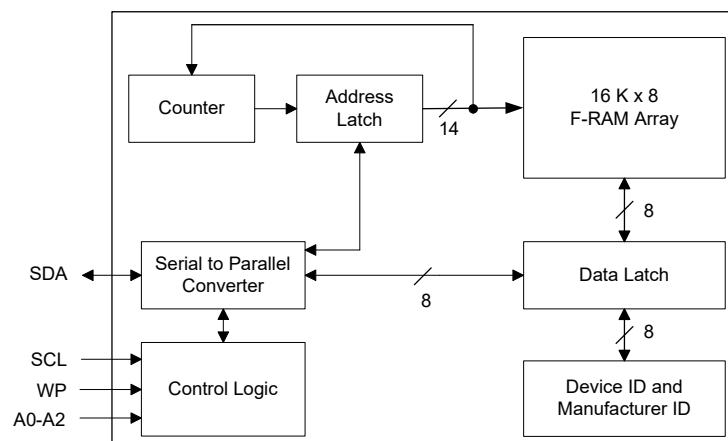 Counter
Address
Latch
14
16 K x 8
F-RAM Array
8
SDA
Serial to Parallel
Converter
8
Data Latch
8
SCL
WP
A0-A2
Control Logic
Device ID and
Manufacturer ID